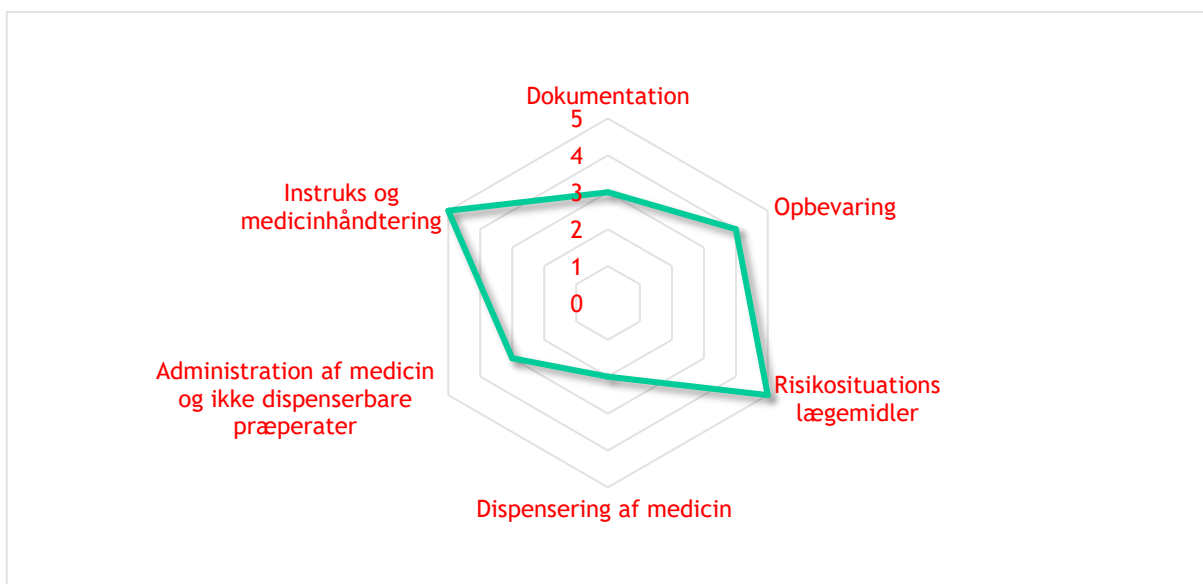 Dokumentation
5
4
3
2
1
0
Opbevaring
Risikosituations
lægemidler
Dispensering af medicin
Administration af medicin
og ikke dispenserbare
præperater
Instruks og
medicinhåndtering